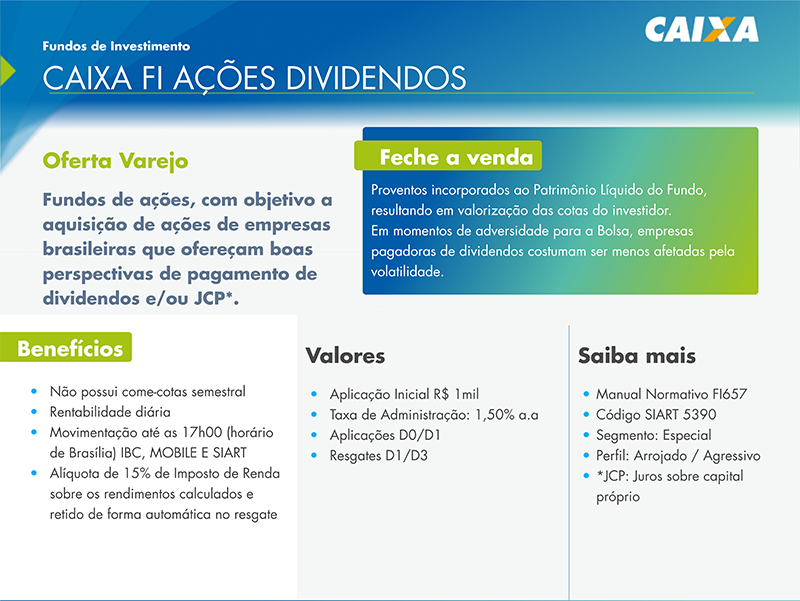 Fundos de Investimento
CAIXA FI AÇÕES DIVIDENDOS
CAIXA
Oferta Varejo
Fundos de ações, com objetivo a
aquisição de ações de empresas
brasileiras que ofereçam boas
perspectivas de pagamento de
dividendos e/ou JCP*.
Feche a venda
Proventos incorporados ao Patrimônio Líquido do Fundo,
resultando em valorização das cotas do investidor.
Em momentos de adversidade para a Bolsa, empresas
pagadoras de dividendos costumam ser menos afetadas pela
volatilidade.
Benefícios
• Não possui come-cotas semestral
• Rentabilidade diária
• Movimentação até as 17h00 (horário
de Brasília) IBC, MOBILE E SIART
• Alíquota de 15% de Imposto de Renda
sobre os rendimentos calculados e
retido de forma automática no resgate
Valores
• Aplicação Inicial R$ 1mil
• Taxa de Administração: 1,50% a.a
• Aplicações D0/D1
• Resgates D1/D3
Saiba mais
• Manual Normativo FI657
• Código SIART 5390
• Segmento: Especial
• Perfil: Arrojado / Agressivo
• *JCP: Juros sobre capital
próprio